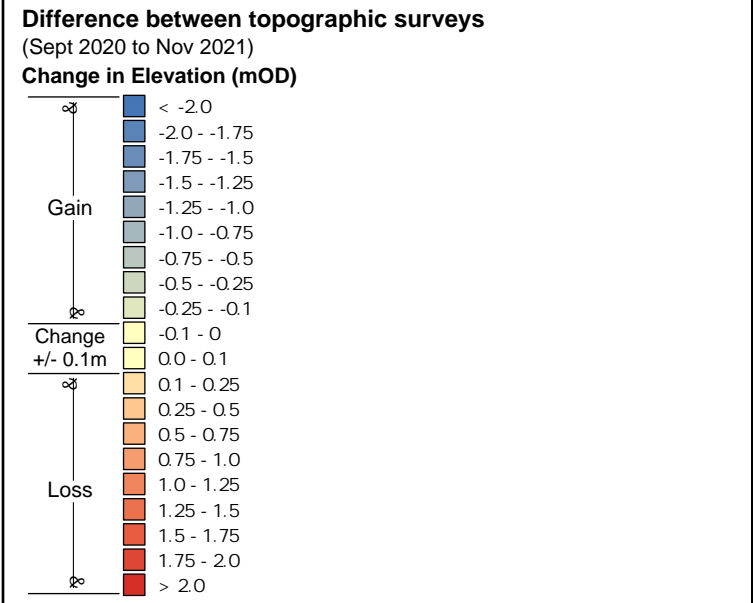 Difference between topographic surveys
(Sept 2020 to Nov 2021)
Change in Elevation (mOD)
< -2.0
-2.0 - -1.75
-1.75 - -1.5
-1.5 - -1.25
Gain -1.25 - -1.0
-1.0 - -0.75
-0.75 - -0.5
-0.5 - -0.25
-0.25 - -0.1
Change -0.1 - 0
+/- 0.1m 0.0 - 0.1
0.1 - 0.25
0.25 - 0.5
0.5 - 0.75
0.75 - 1.0
Loss 1.0 - 1.25
1.25 - 1.5
1.5 - 1.75
1.75 - 2.0
> 2.0